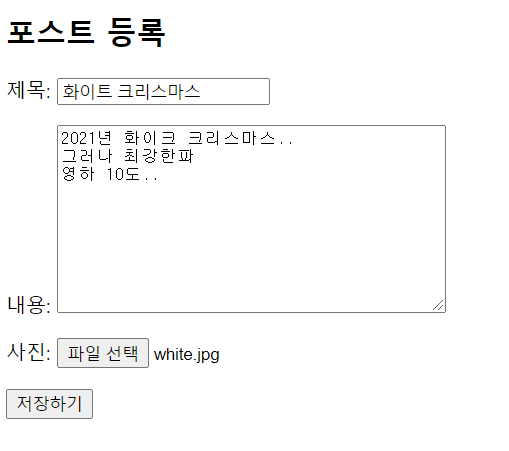 포스트 등록
제목: 화이트 크리스마스
2021년 화이크 크리스마스..
그러나 최강한파
영하 10도..
내용:
사진: 파일 선택 white.jpg
저장하기